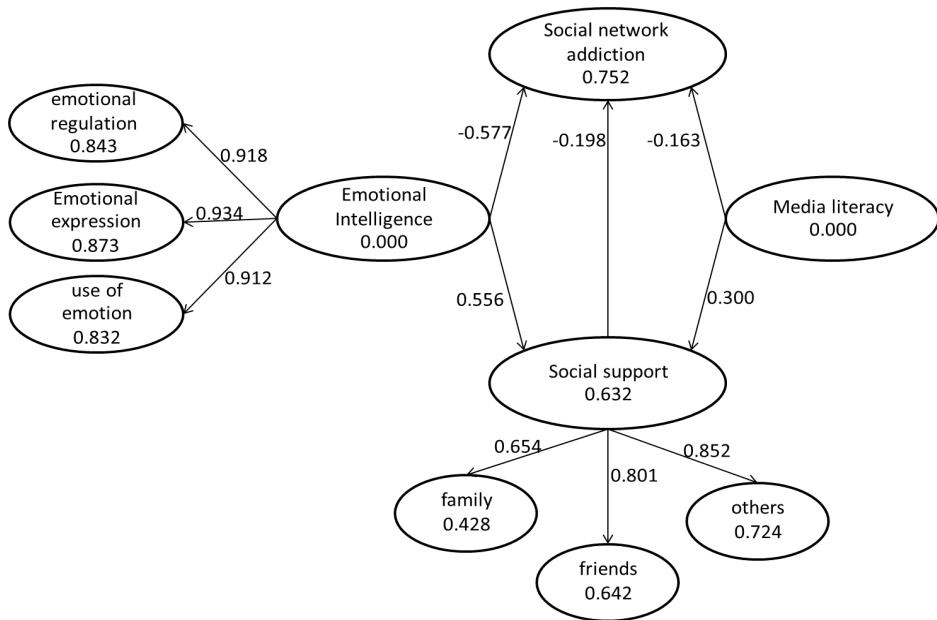 Social network
addiction
0.752
emotional
regulation
0.843
-0.577
-0.198
-0.163
0.918
Emotional
expression
0.873
0.934
Emotional
Intelligence
0.000
Media literacy
0.000
use of
emotion
0.832
0.912
0.556
0.300
Social support
0.632
0.654
0.801
0.852
family
0.428
others
0.724
friends
0.642